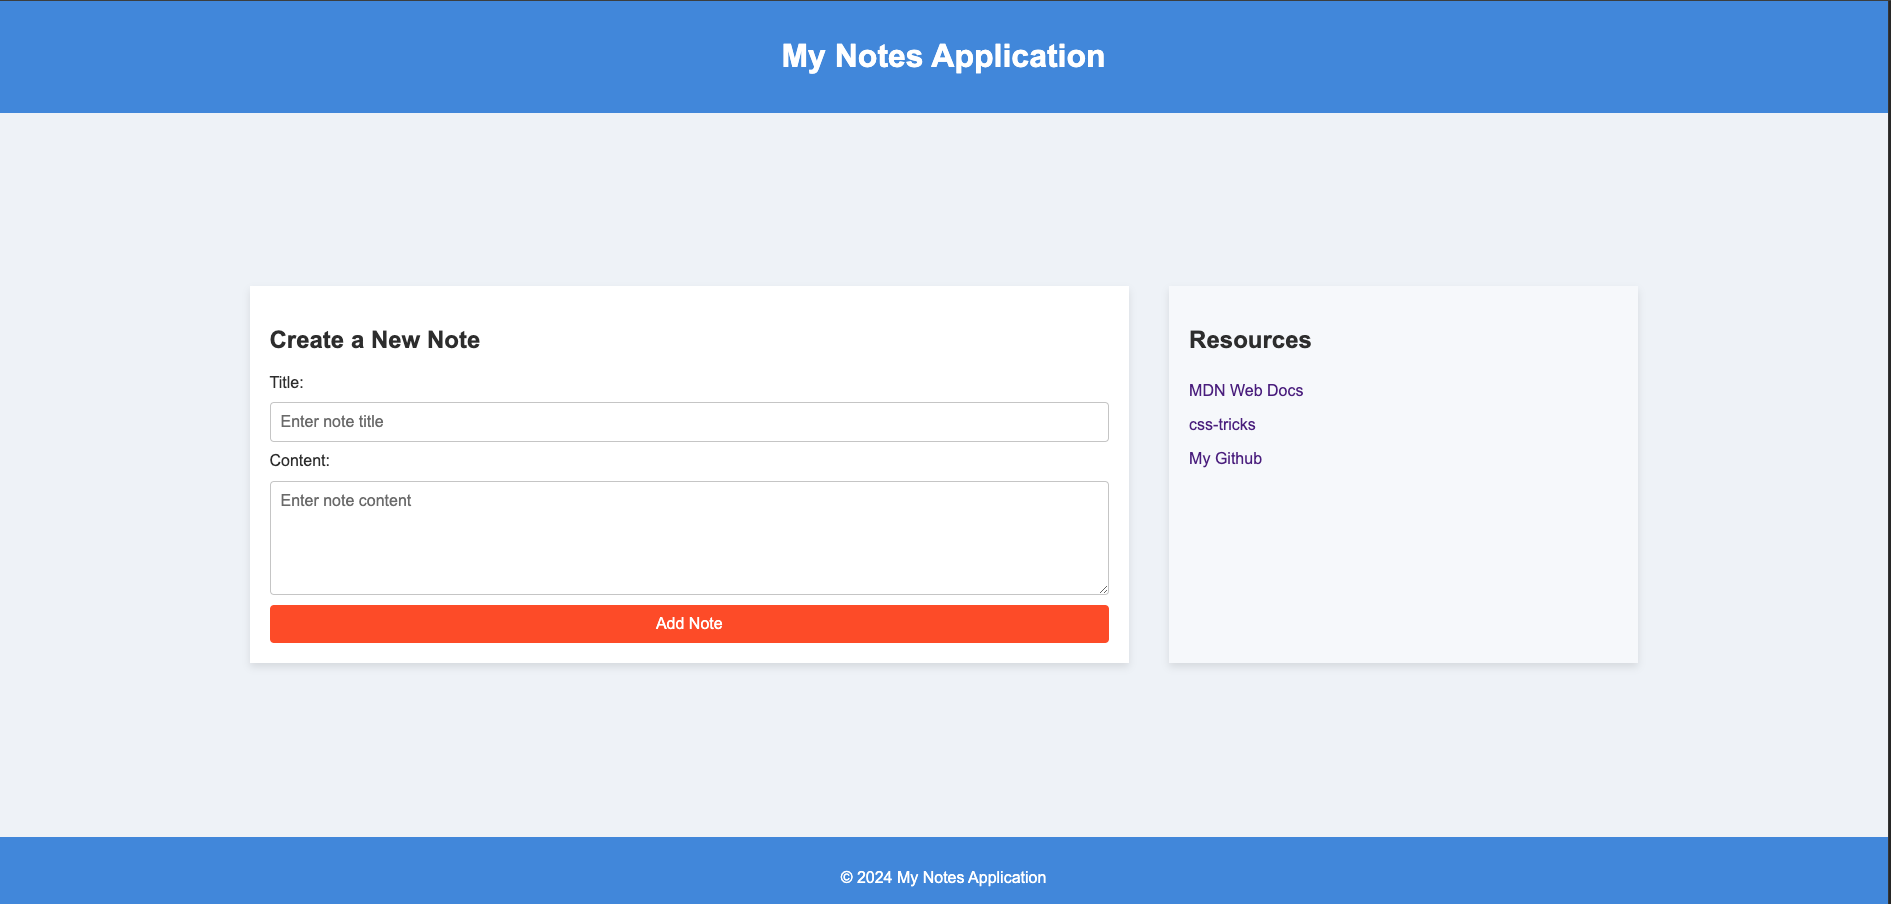 My Notes Application
Create a New Note
Title:
Enter note title
Content:
Enter note content
Add Note
Resources
MDN Web Docs
css-tricks
My Github
© 2024 My Notes Application